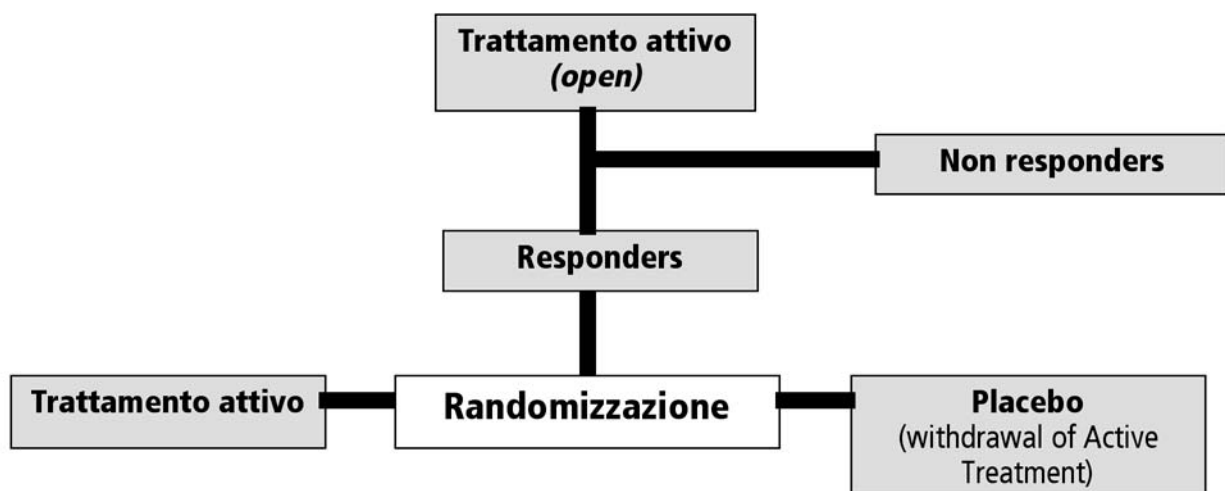 Trattamento attivo
(open)
Non responders
Responders
Trattamento attivo
Randomizzazione
Placebo
(withdrawal of Active
Treatment)